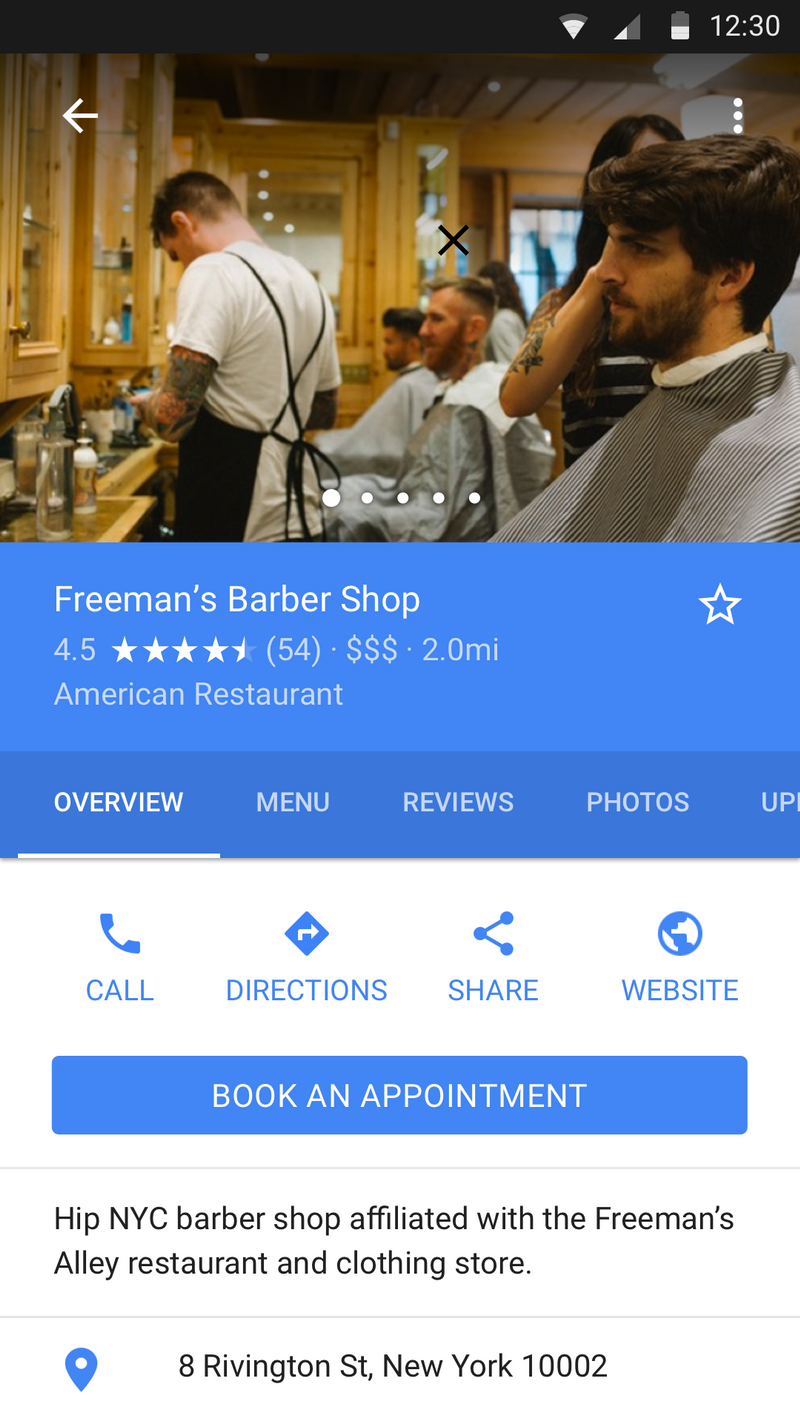 12:30
Freeman’s Barber Shop
4.5 ★★★★ (54) · $$$ · 2.0mi
American Restaurant
OVERVIEW MENU REVIEWS PHOTOS UP
CALL DIRECTIONS SHARE WEBSITE
BOOK AN APPOINTMENT
Hip NYC barber shop affiliated with the Freeman’s
Alley restaurant and clothing store.
8 Rivington St, New York 10002